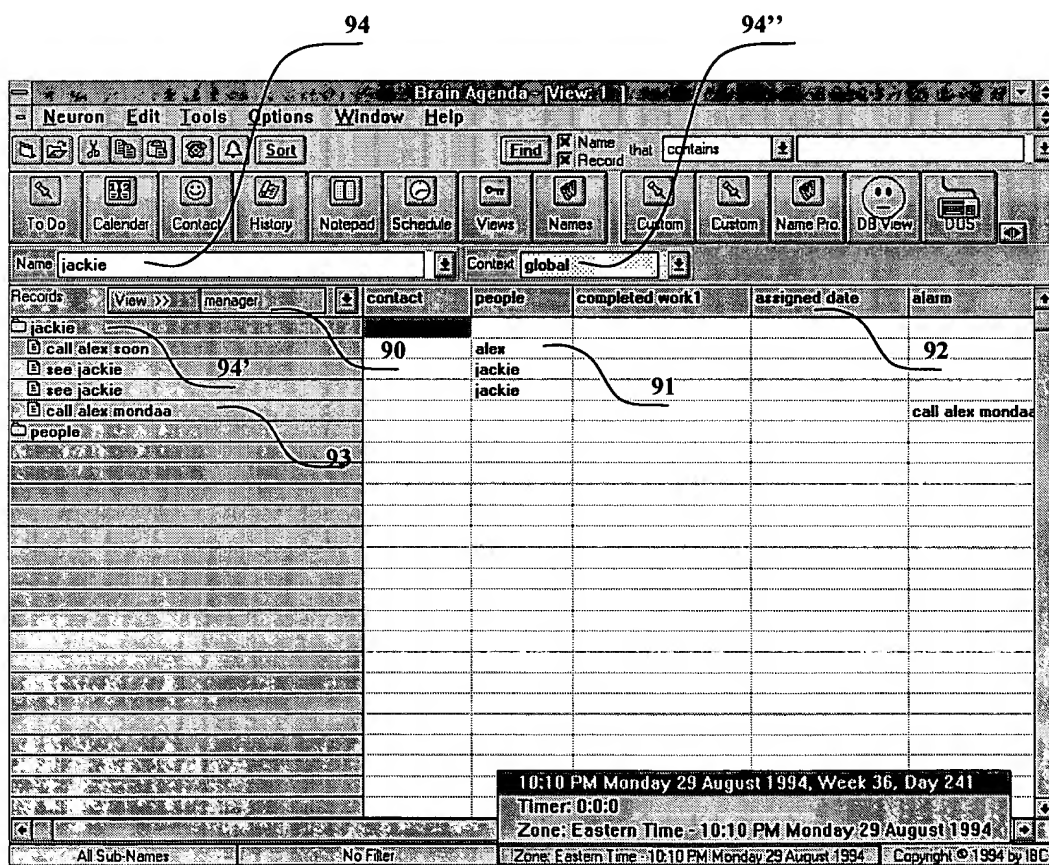 94 94’’
Brain Agenda - [View: 1 ]
Neuron Edit Tools Options Window Help
Sort Find Name Record that contains
To Do Calendar Contact History Notepad Schedule Views Names Custom Custom Name Pro. DB View DOS
Name jackie Context global
Records View >> manager contact people completed work1 assigned date alarm
jackie
call alex soon 90 alex 92
see jackie 94’ jackie
see jackie jackie 91
call alex mondaa call alex mondaa
people
93
10:10 PM Monday 29 August 1994, Week 36, Day 241
Timer: 0:0:0
Zone: Eastern Time - 10:10 PM Monday 29 August 1994
All Sub-Names No Filter Zone: Eastern Time - 10:10 PM Monday 29 August 1994 Copyright © 1994 by IBC